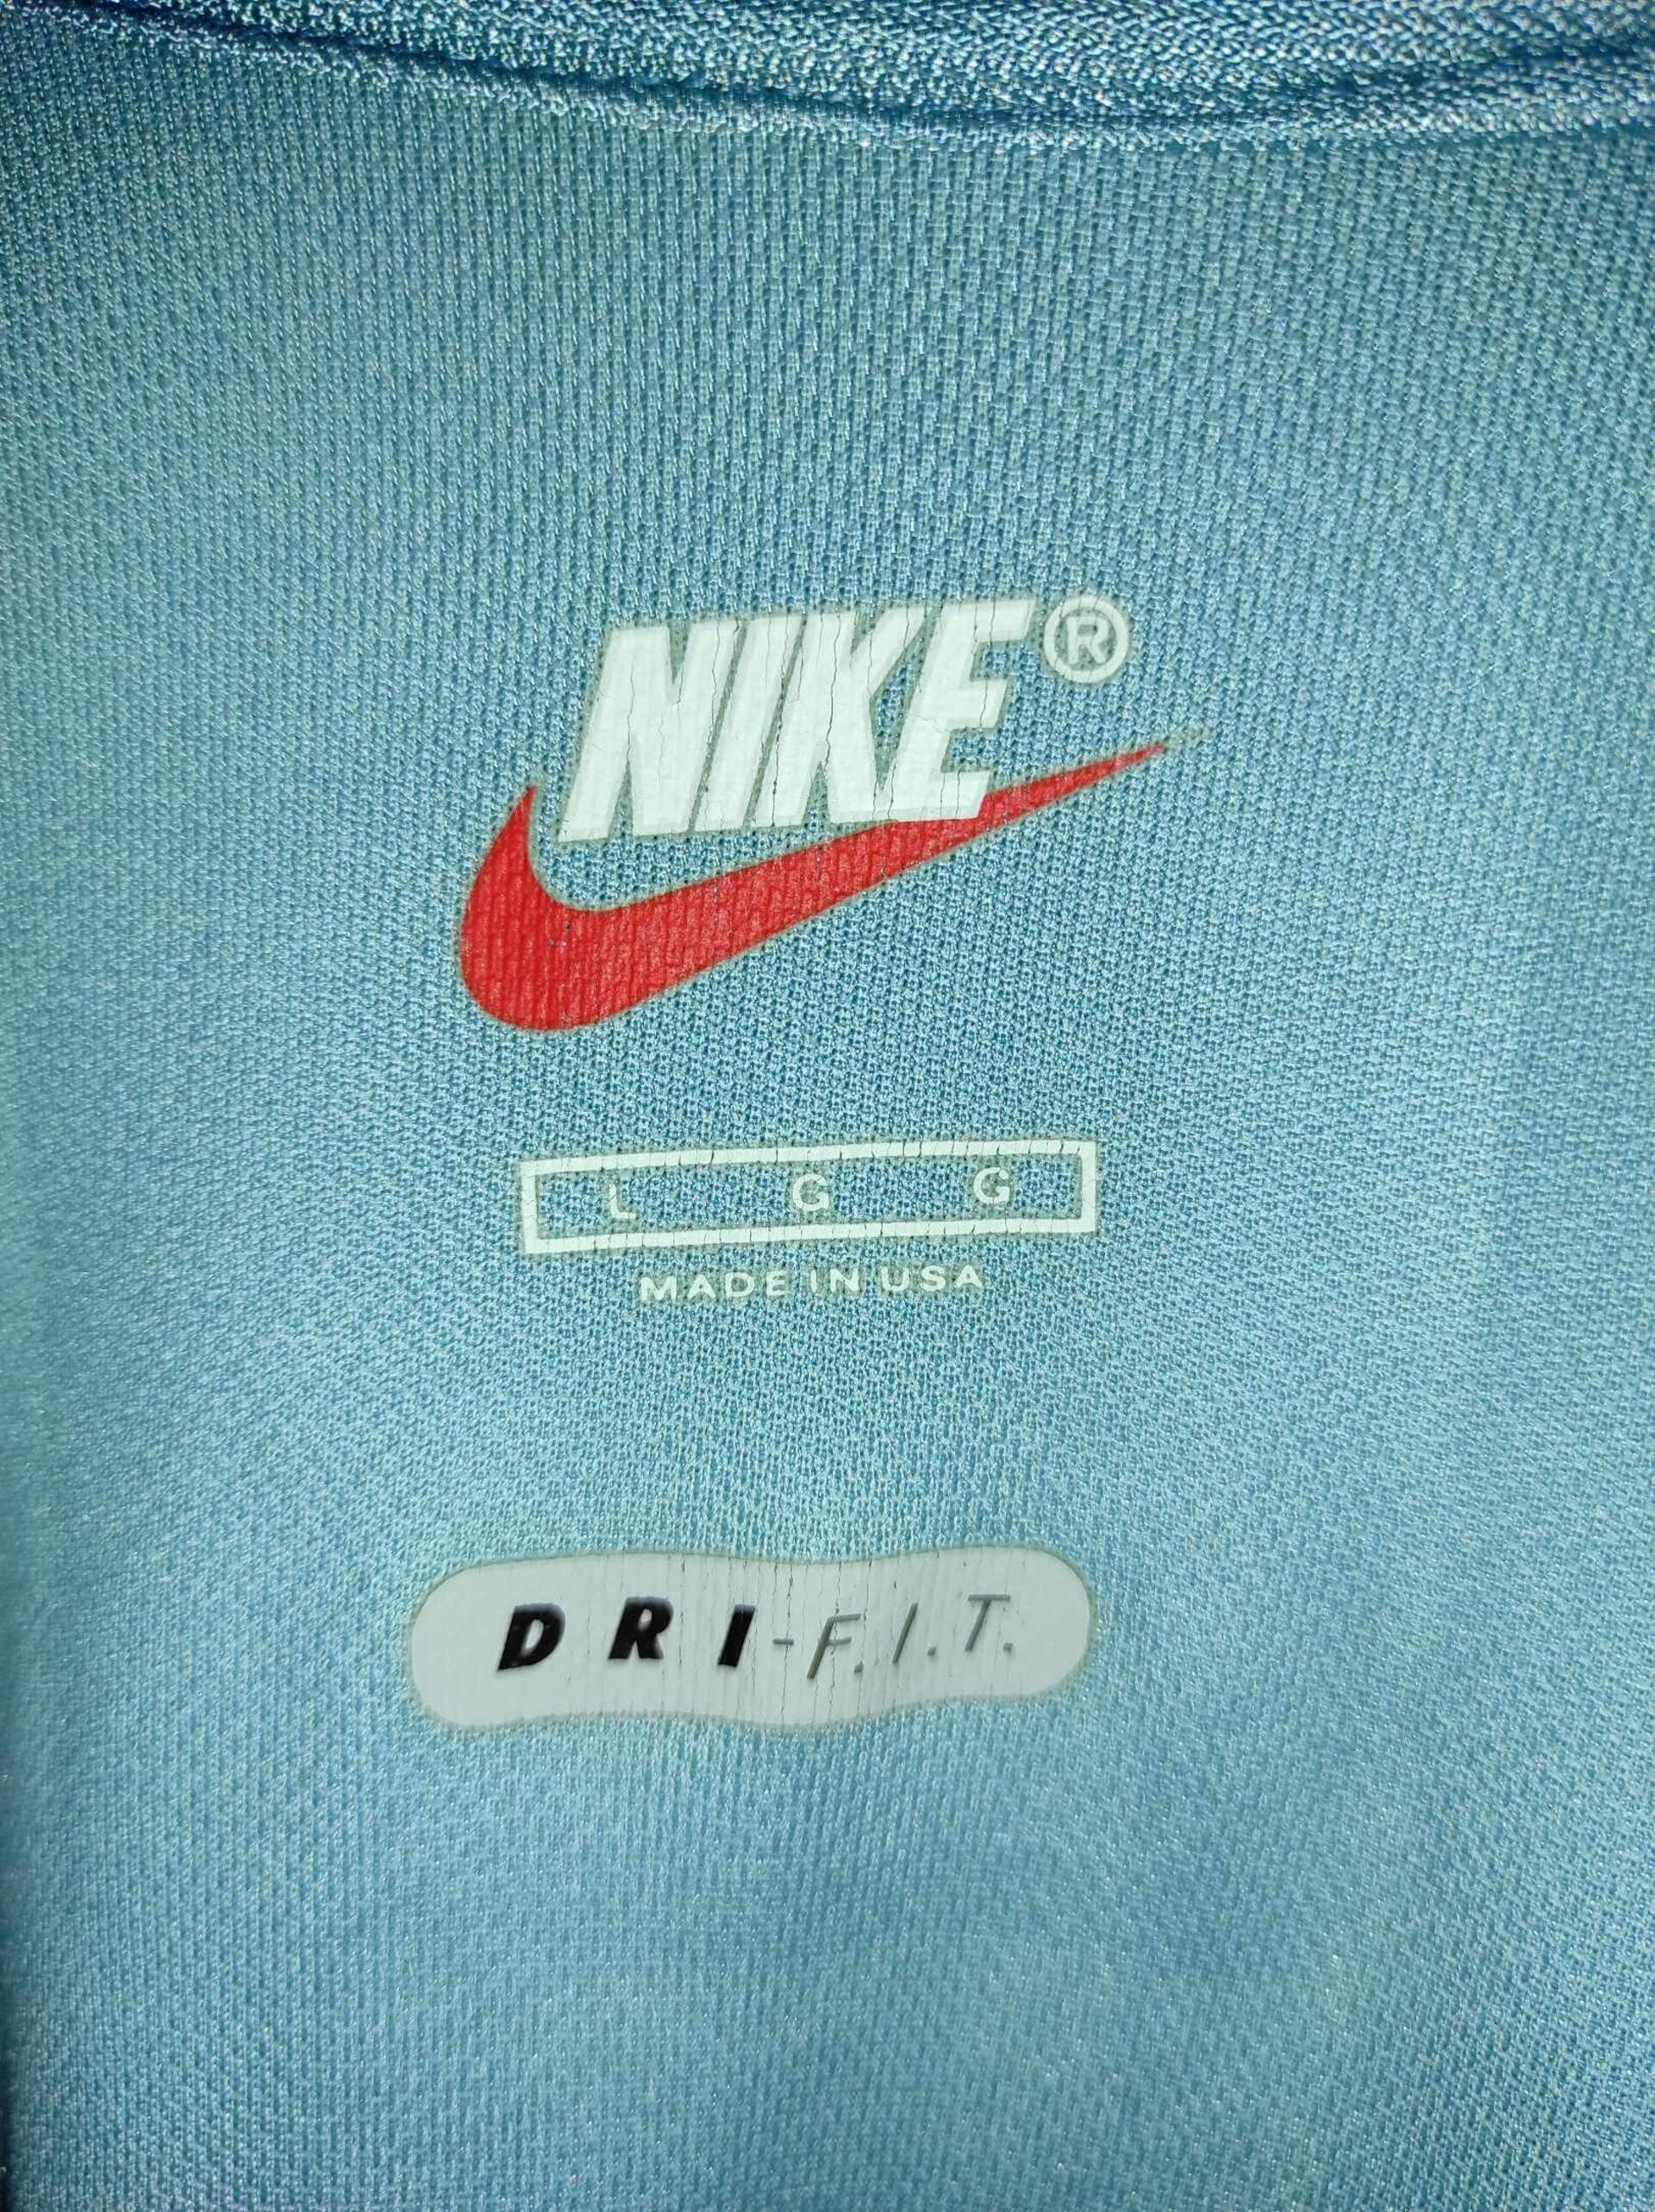 NIKE®
L G G
MADE IN USA
DRI-F.I.T.